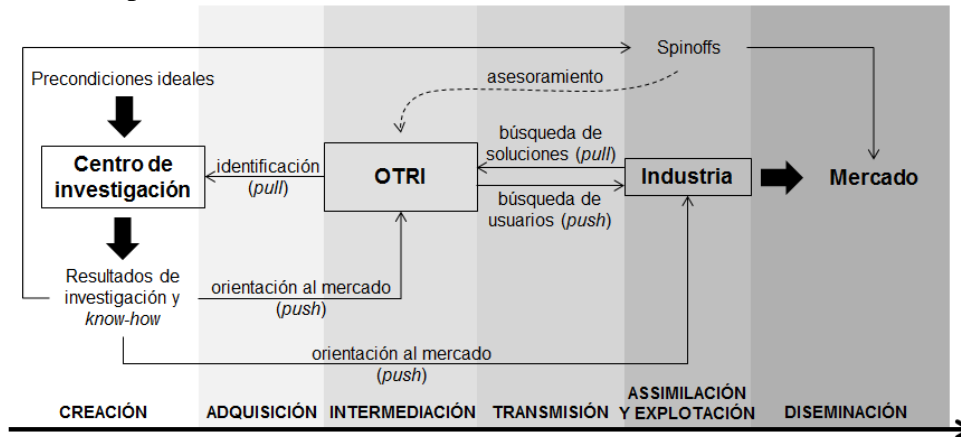 Spinoffs
Precondiciones ideales
asesoramiento
búsqueda de
soluciones (pull)
Centro de
investigación
identificación
(pull)
OTRI
Industria
Mercado
búsqueda de
usuarios (push)
Resultados de
investigación y
know-how
orientación al mercado
(push)
orientación al mercado
(push)
CREACIÓN
ADQUISICIÓN
INTERMEDIACIÓN
TRANSMISIÓN
ASSIMILACIÓN
Y EXPLOTACIÓN
DISEMINACIÓN